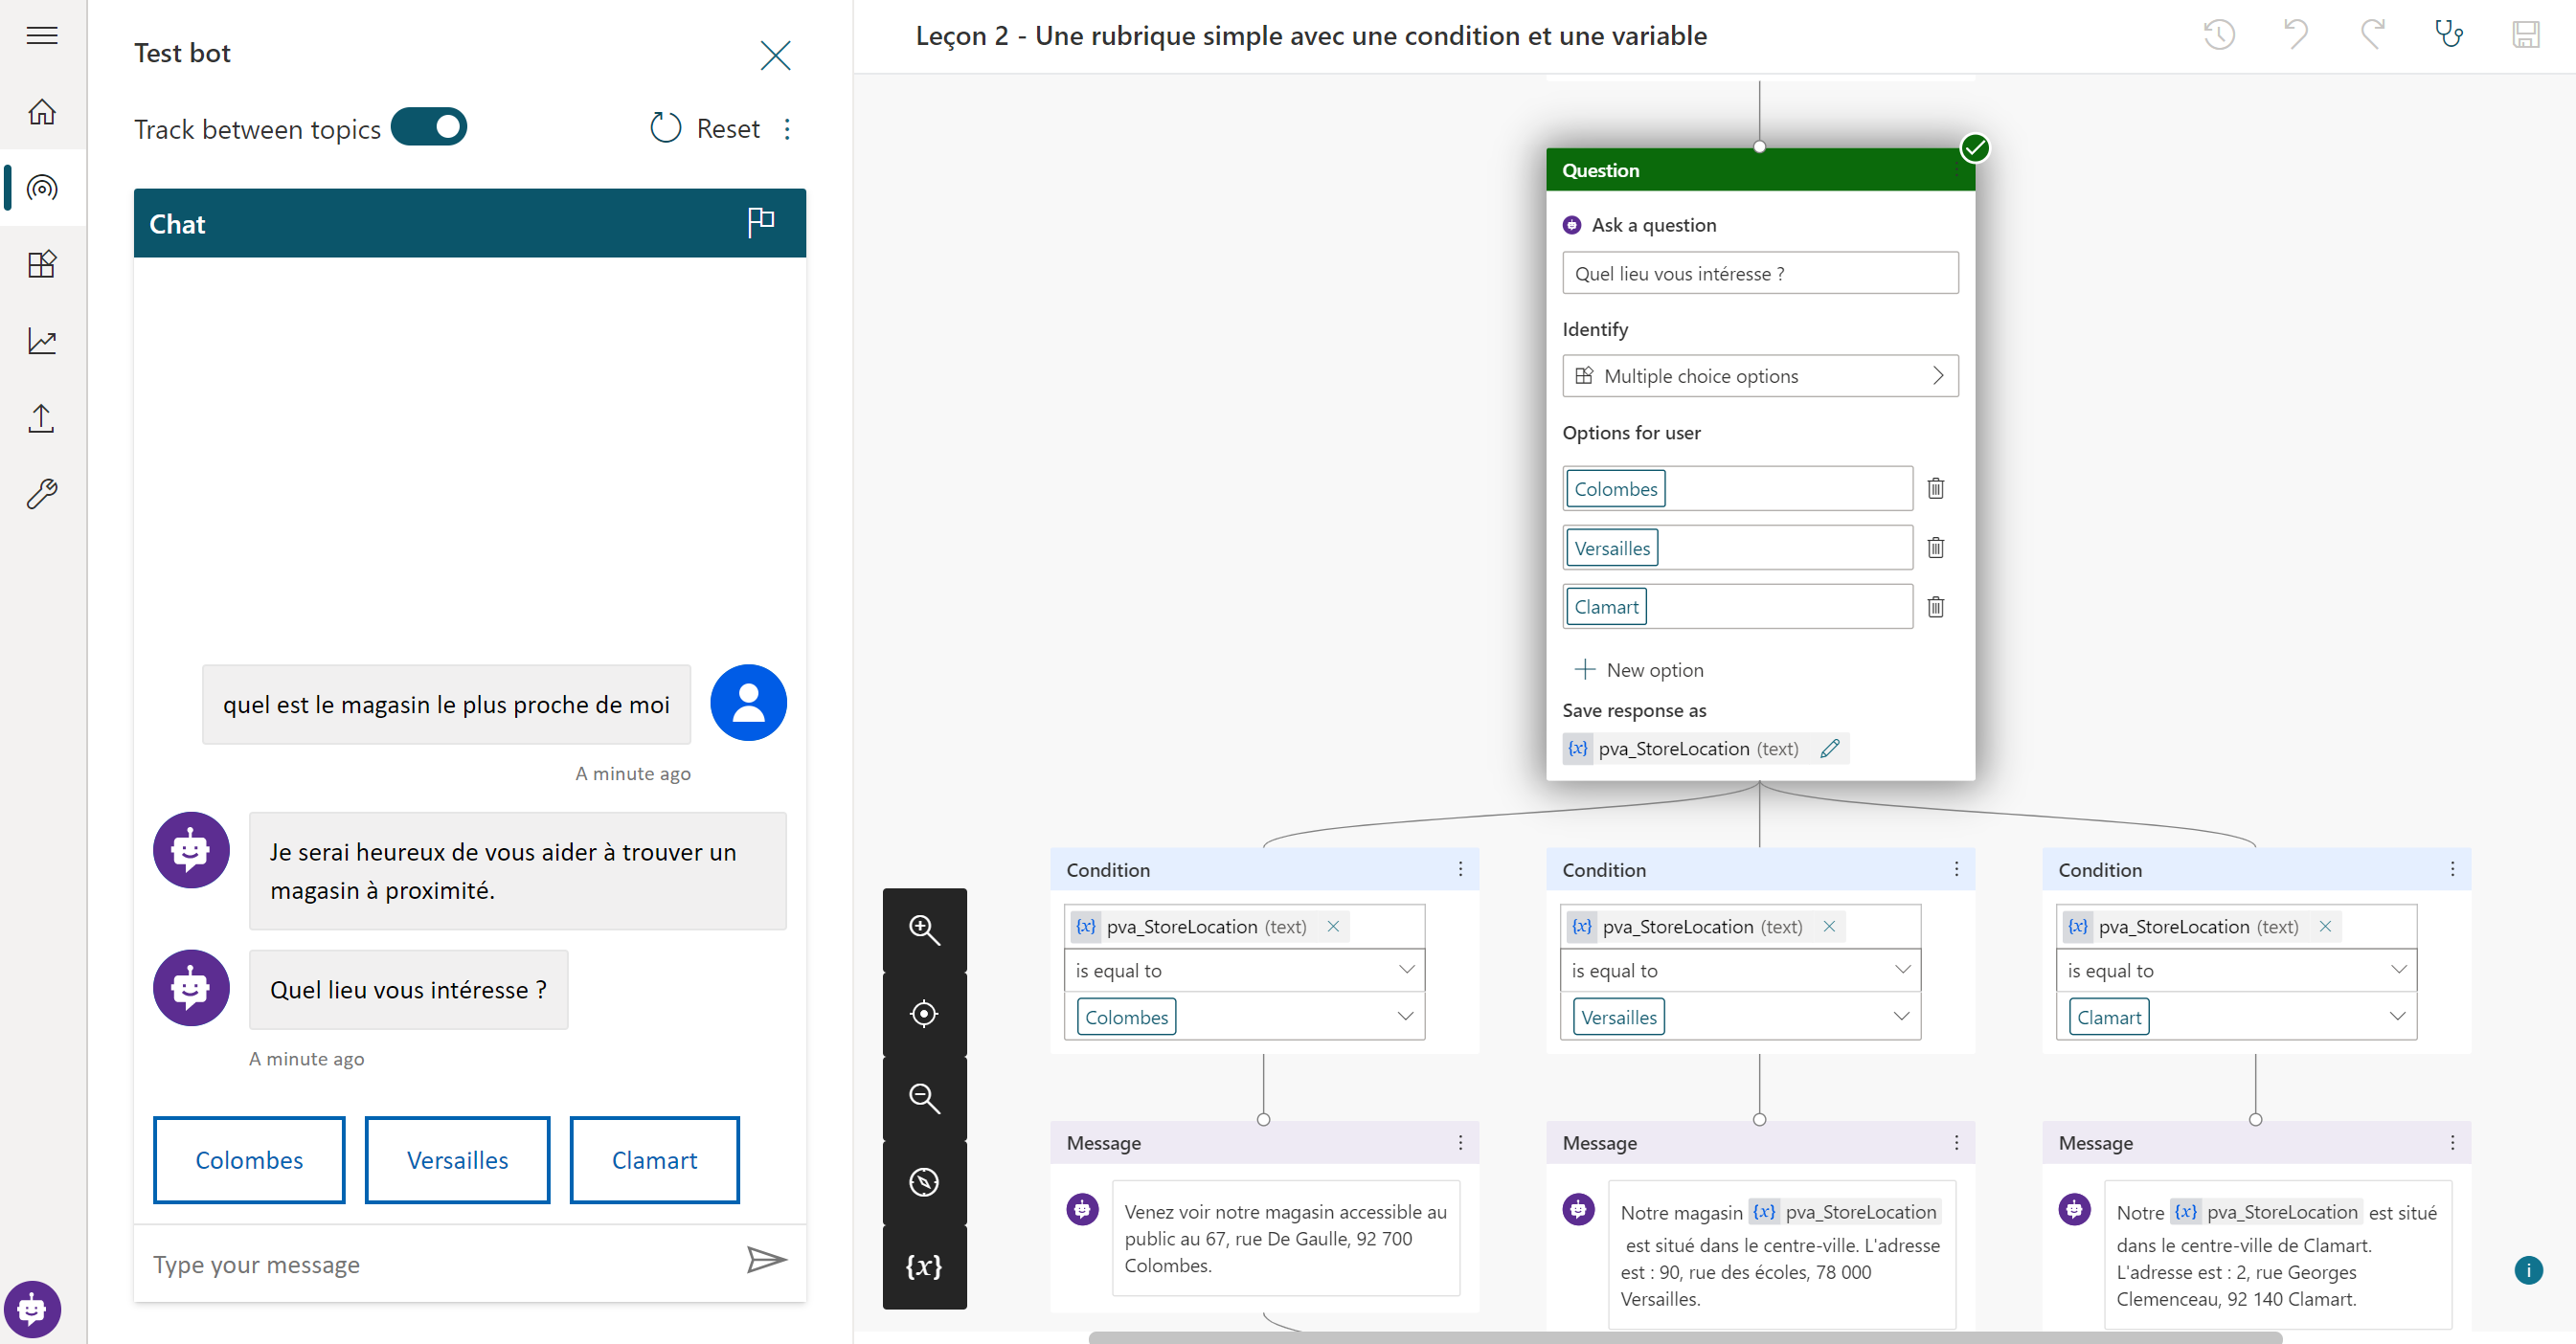 Test bot
Track between topics
Reset
Chat
quel est le magasin le plus proche de moi
A minute ago
Je serai heureux de vous aider à trouver un
magasin à proximité.
Quel lieu vous intéresse ?
A minute ago
Colombes
Versailles
Clamart
Type your message
Leçon 2 - Une rubrique simple avec une condition et une variable
Question
Ask a question
Quel lieu vous intéresse ?
Identify
Multiple choice options
Options for user
Colombes
Versailles
Clamart
New option
Save response as
{x} pva_StoreLocation (text)
Condition
{x} pva_StoreLocation (text)
is equal to
Colombes
Message
Venez voir notre magasin accessible au
public au 67, rue De Gaulle, 92 700
Colombes.
Condition
{x} pva_StoreLocation (text)
is equal to
Versailles
Message
Notre magasin {x} pva_StoreLocation
est situé dans le centre-ville. L'adresse
est : 90, rue des écoles, 78 000
Versailles.
Condition
{x} pva_StoreLocation (text)
is equal to
Clamart
Message
Notre {x} pva_StoreLocation est situé
dans le centre-ville de Clamart.
L'adresse est : 2, rue Georges
Clemenceau, 92 140 Clamart.
{x}
i